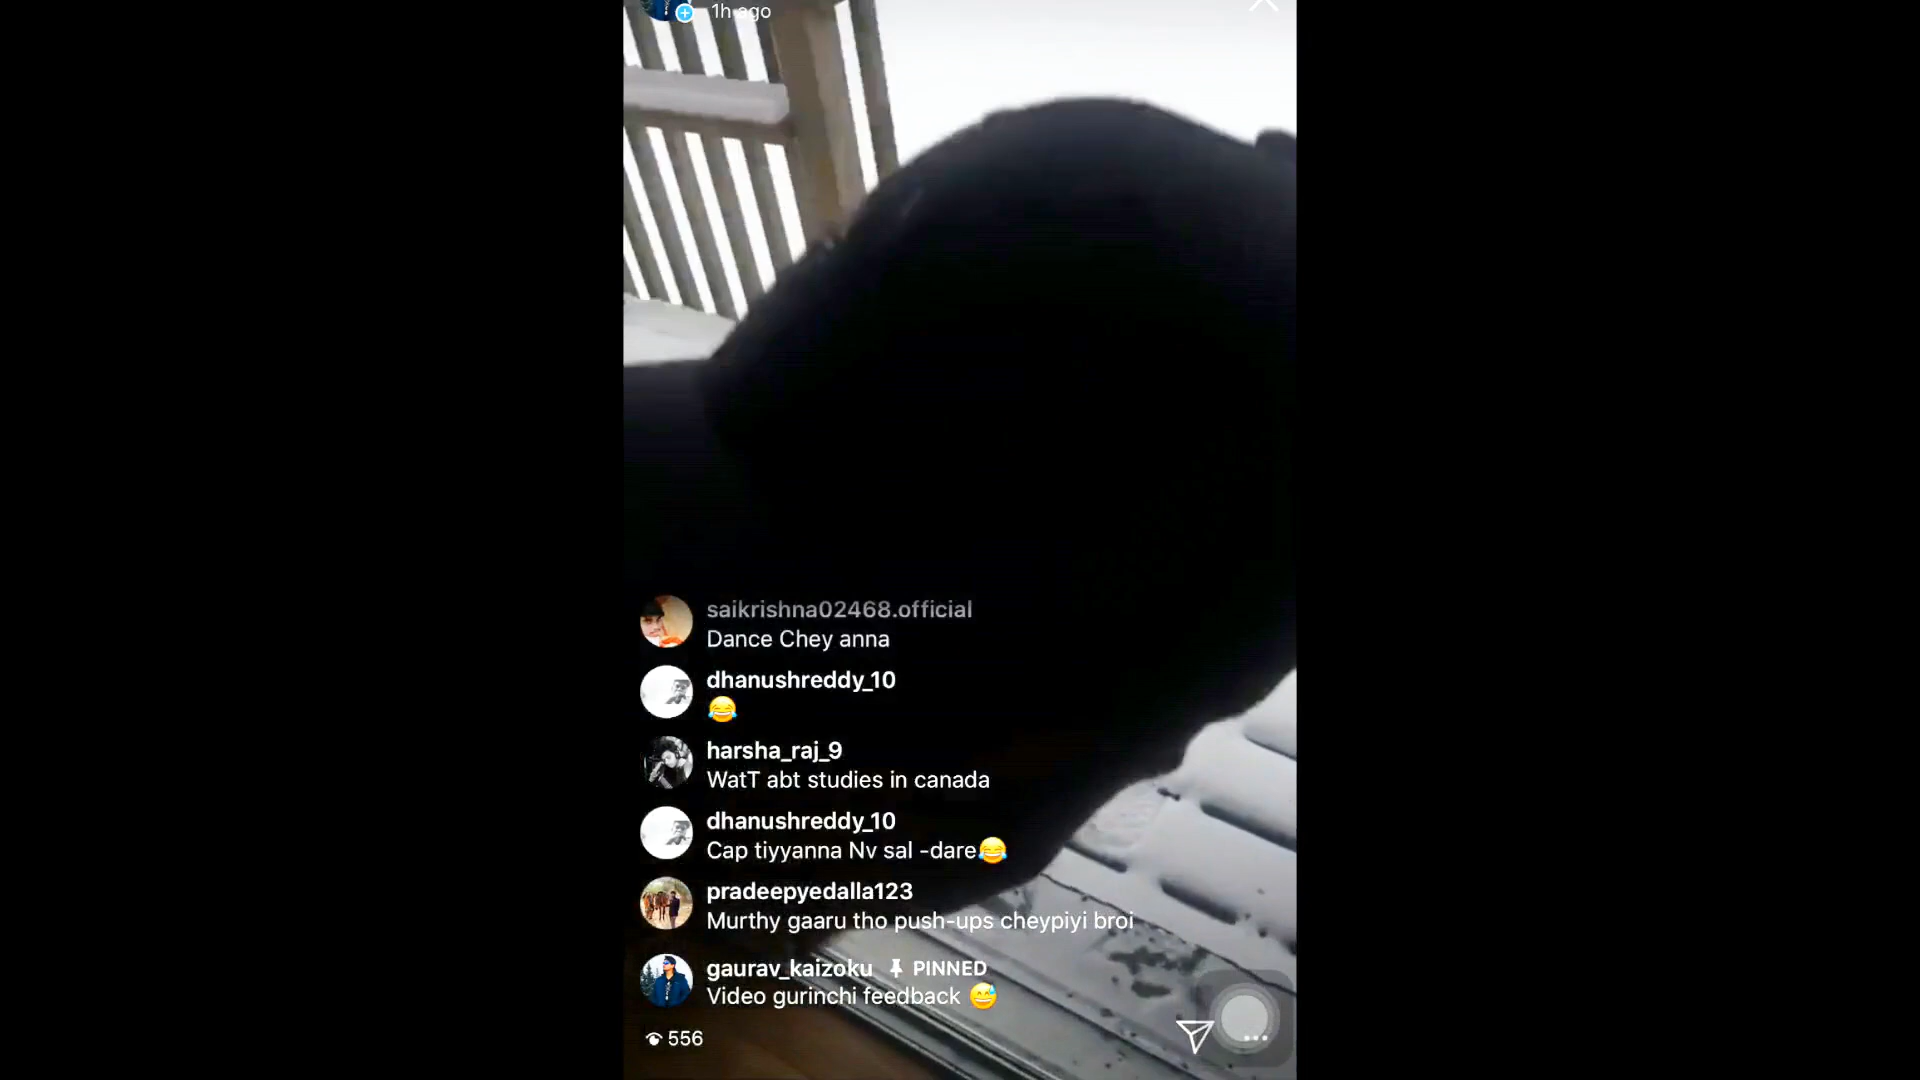 1h ago
saikrishna02468.official
Dance Chey anna
dhanushreddy_10
😂
harsha_raj_9
WatT abt studies in canada
dhanushreddy_10
Cap tiyyanna Nv sal -dare😂
pradeepyedalla123
Murthy gaaru tho push-ups cheypiyi broi
gaurav_kaizoku PINNED
Video gurinchi feedback 😅
556